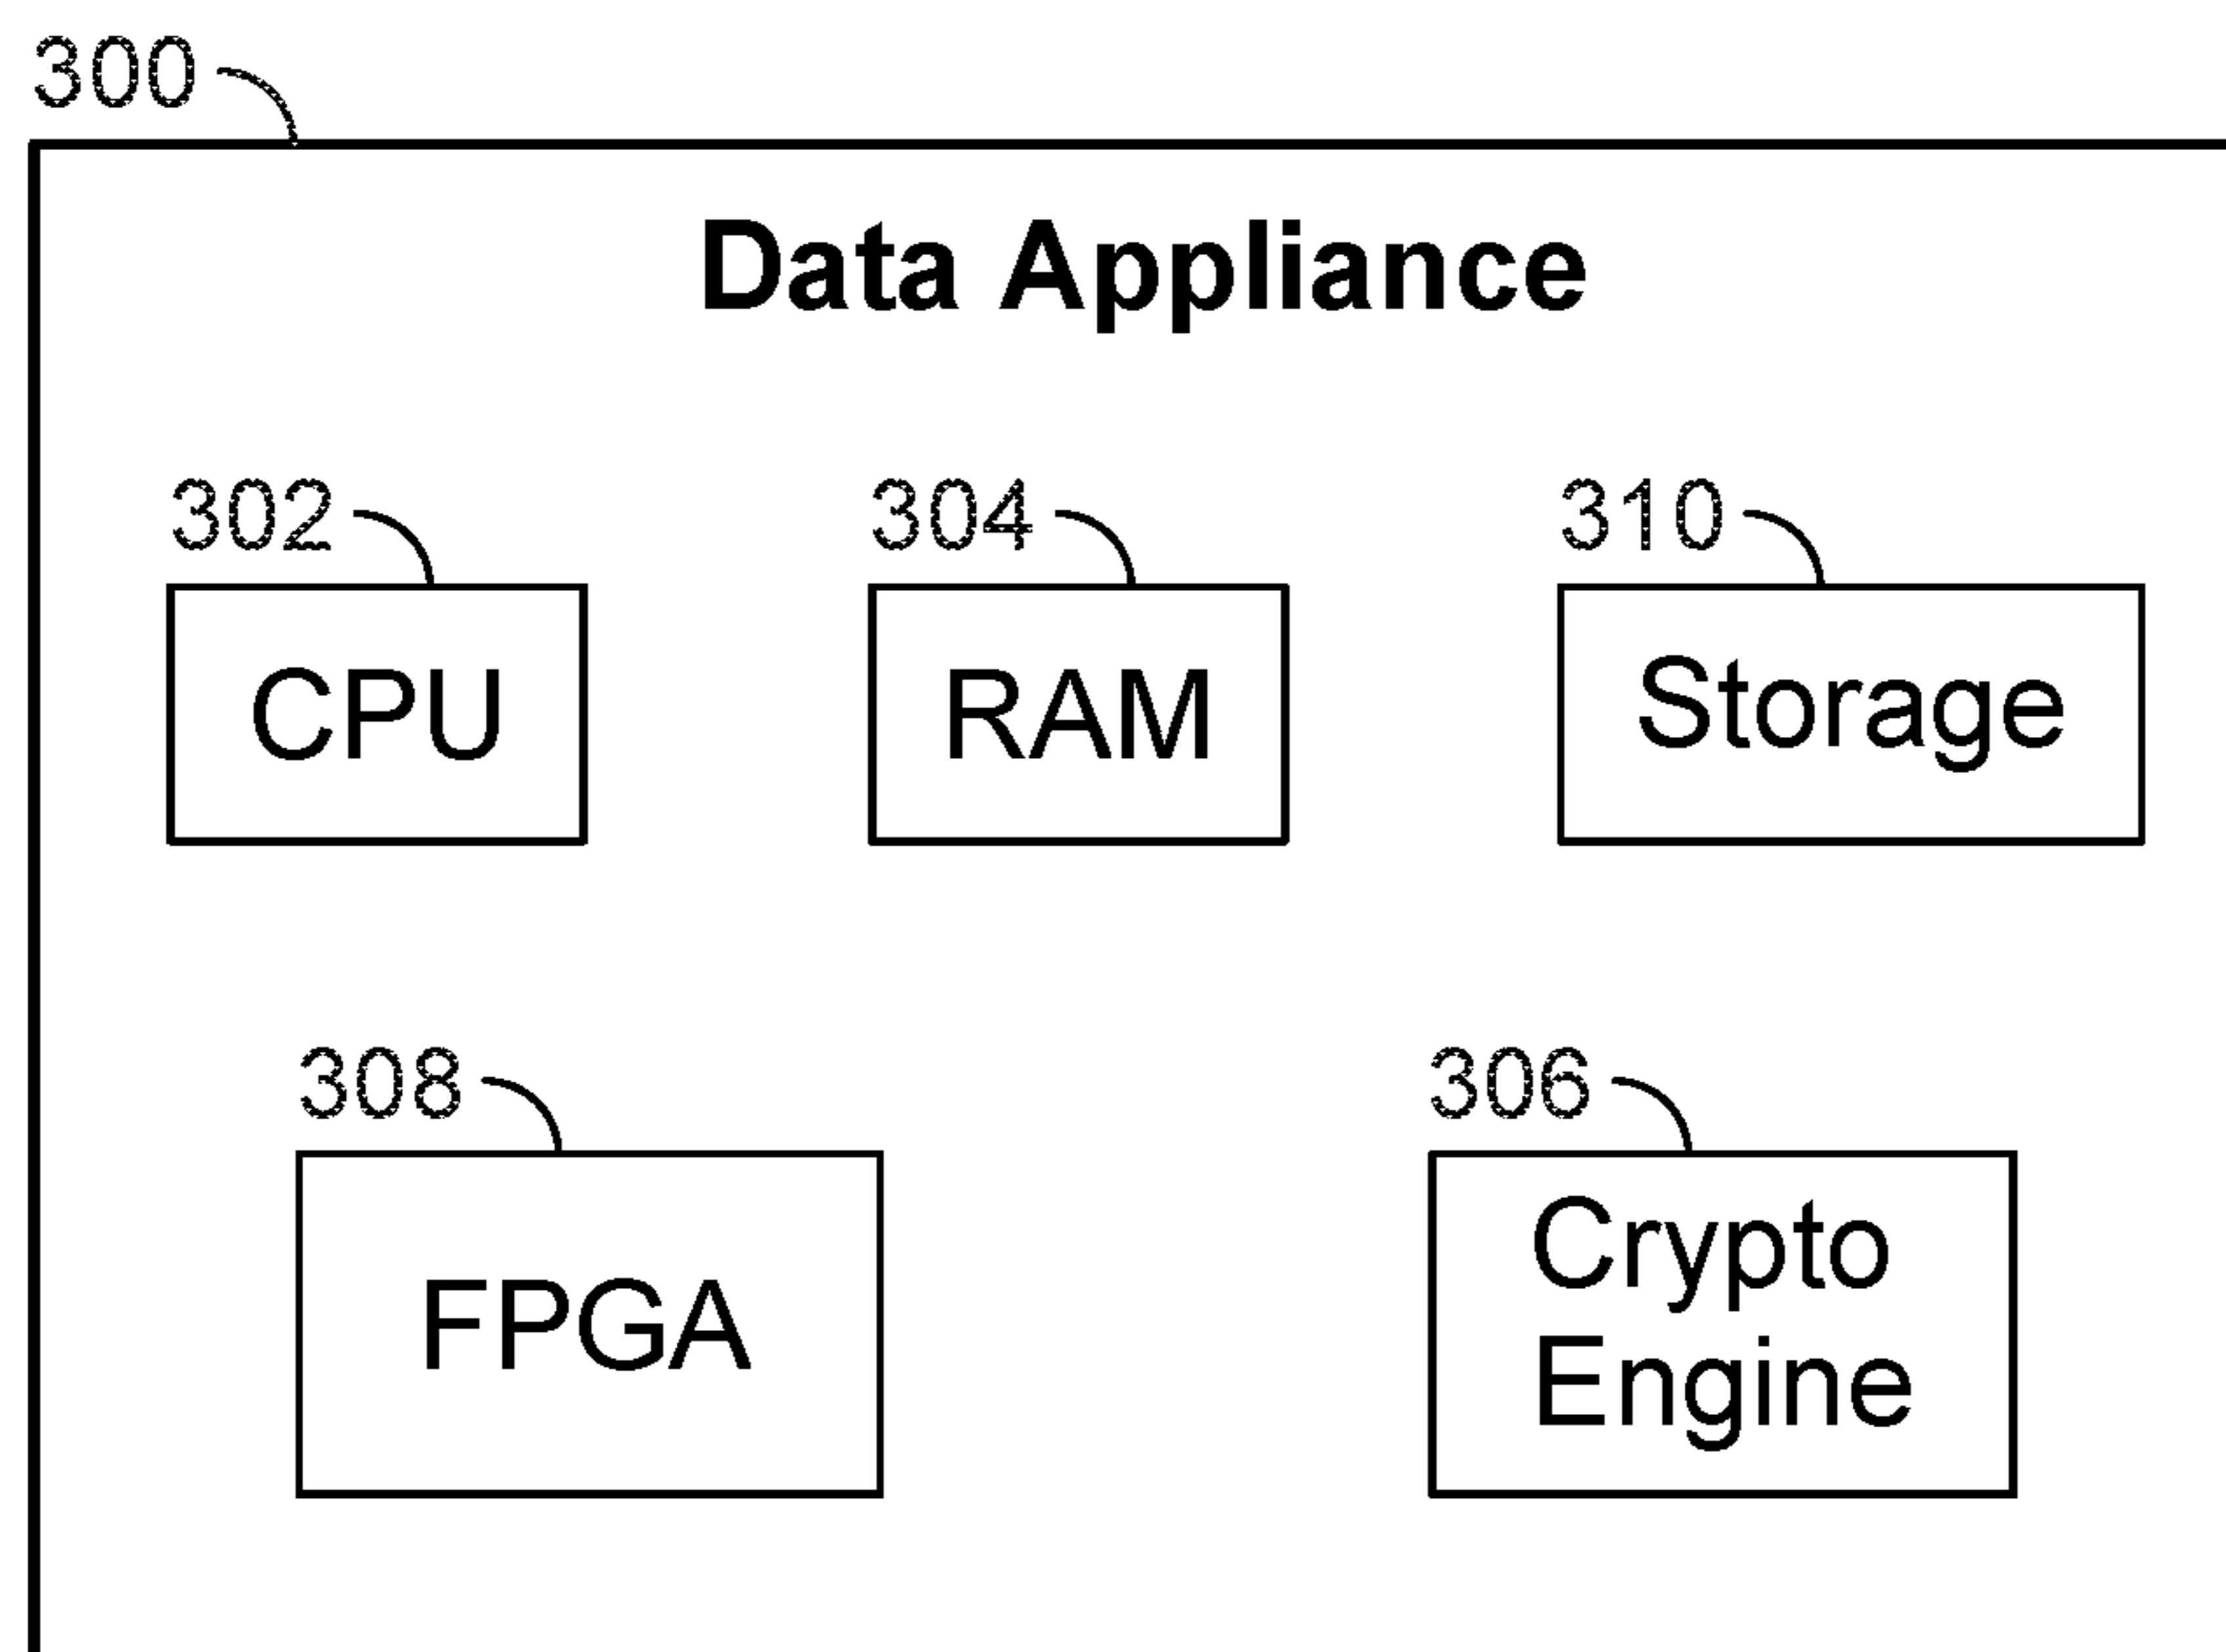 300
Data Appliance
302
304
310
CPU
RAM
Storage
308
306
FPGA
Crypto
Engine